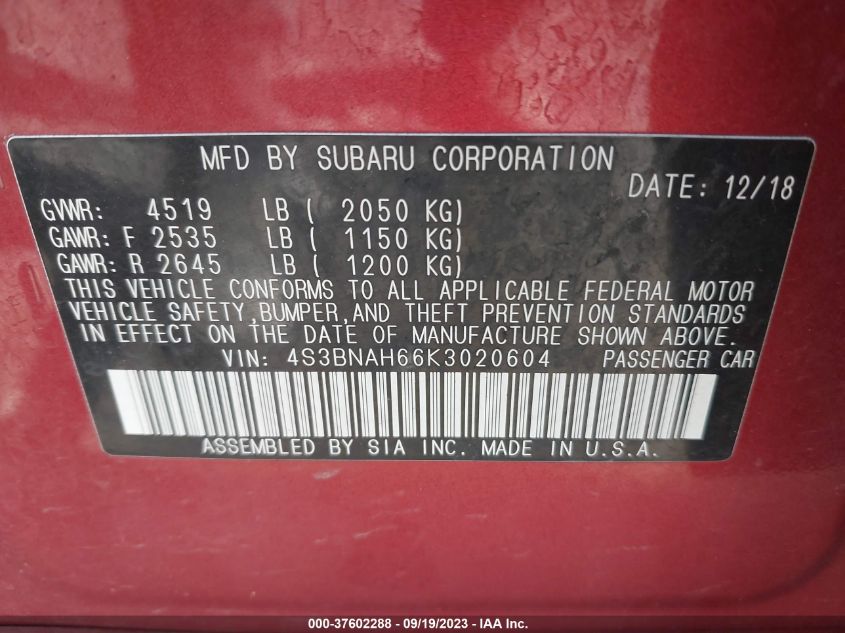 MFD BY SUBARU CORPORATION
DATE: 12/18
GVWR: 4519 LB ( 2050 KG)
GAWR: F 2535 LB ( 1150 KG)
GAWR: R 2645 LB ( 1200 KG)
THIS VEHICLE CONFORMS TO ALL APPLICABLE FEDERAL MOTOR
VEHICLE SAFETY,BUMPER,AND THEFT PREVENTION STANDARDS
IN EFFECT ON THE DATE OF MANUFACTURE SHOWN ABOVE.
VIN: 4S3BNAH66K3020604 PASSENGER CAR
ASSEMBLED BY SIA INC. MADE IN U.S.A.
000-37602288 - 09/19/2023 - IAA Inc.